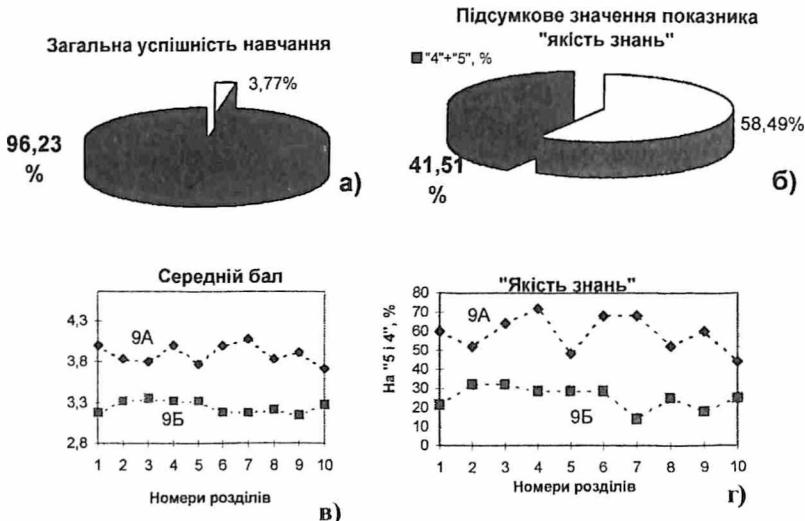 Загальна успішність навчання
3,77%
96,23
%
а)
Підсумкове значення показника
"якість знань"
"4"+"5", %
58,49%
41,51
%
б)
Середній бал
4,3
3,8
3,3
2,8
9А
9Б
1 2 3 4 5 6 7 8 9 10
Номери розділів
в)
"Якість знань"
На "5 і 4", %
80
70
60
50
40
30
20
10
0
9А
9Б
1 2 3 4 5 6 7 8 9 10
Номери розділів
г)